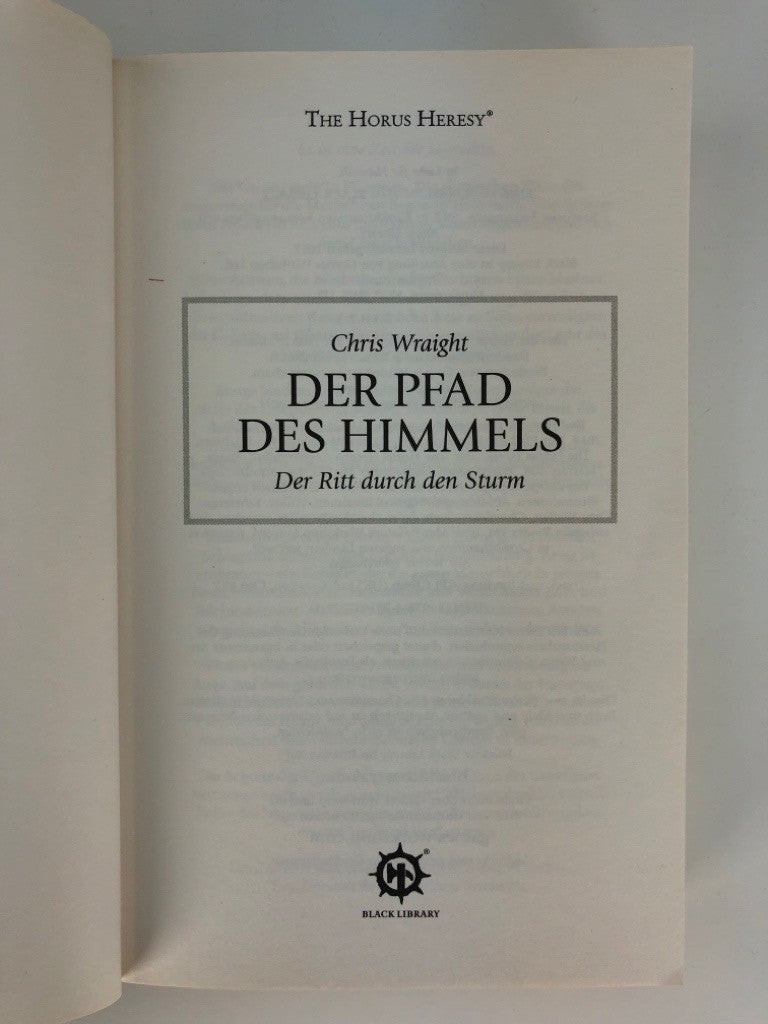 THE HORUS HERESY®
Chris Wraight
DER PFAD
DES HIMMELS
Der Ritt durch den Sturm
®
BLACK LIBRARY